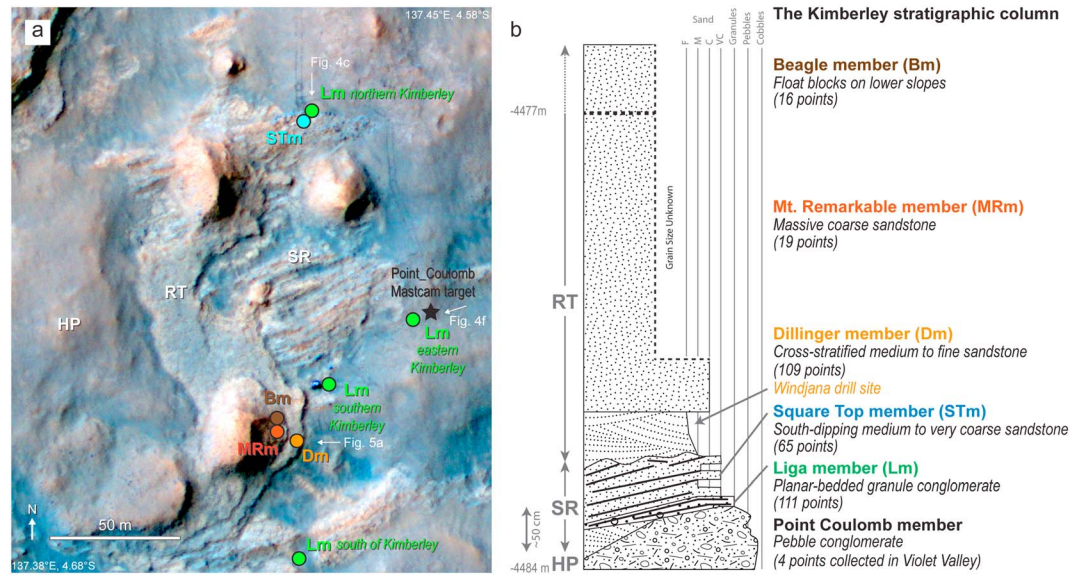 a
137.45°E, 4.58°S
Fig. 4c
Lm northern Kimberley
STm
SR
Point_Coulomb
Mastcam target
RT
HP
Fig. 4f
Lm
eastern
Kimberley
Lm
southern
Kimberley
Bm
MRm
Fig. 5a
Dm
N
50 m
Lm south of Kimberley
137.38°E, 4.68°S
b
The Kimberley stratigraphic column
Sand
F
M
C
VC
Granules
Pebbles
Cobbles
-4477m
Grain Size Unknown
RT
SR
~50 cm
HP
-4484 m
Beagle member (Bm)
Float blocks on lower slopes
(16 points)
Mt. Remarkable member (MRm)
Massive coarse sandstone
(19 points)
Dillinger member (Dm)
Cross-stratified medium to fine sandstone
(109 points)
Windjana drill site
Square Top member (STm)
South-dipping medium to very coarse sandstone
(65 points)
Liga member (Lm)
Planar-bedded granule conglomerate
(111 points)
Point Coulomb member
Pebble conglomerate
(4 points collected in Violet Valley)